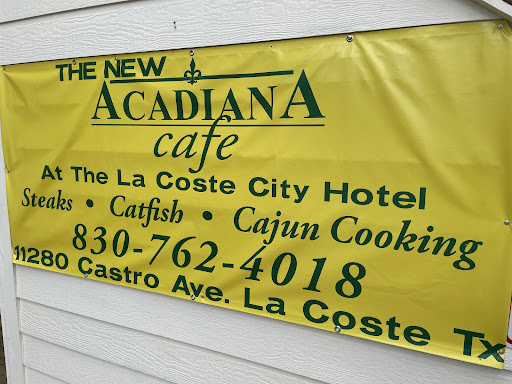 THE NEW
ACADIANA
cafe
At The La Coste City Hotel
Steaks • Catfish • Cajun Cooking
830-762-4018
11280 Castro Ave. La Coste Tx